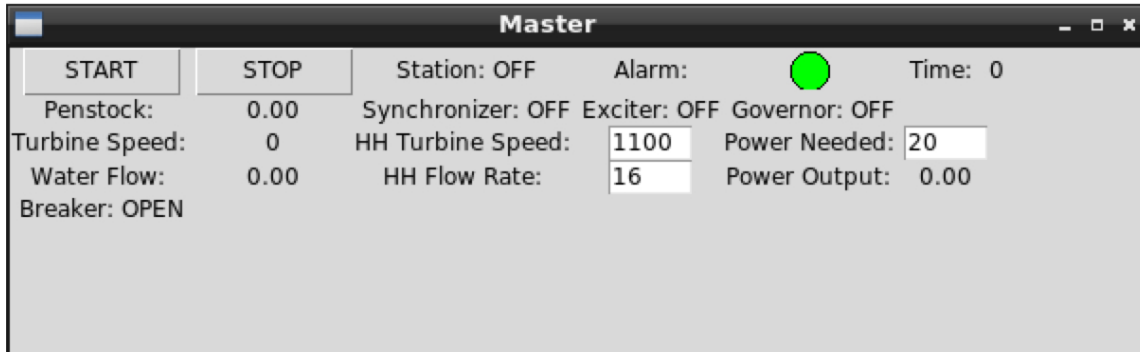 Master
START STOP Station: OFF Alarm: Time: 0
Penstock: 0.00 Synchronizer: OFF Exciter: OFF Governor: OFF
Turbine Speed: 0 HH Turbine Speed: 1100 Power Needed: 20
Water Flow: 0.00 HH Flow Rate: 16 Power Output: 0.00
Breaker: OPEN